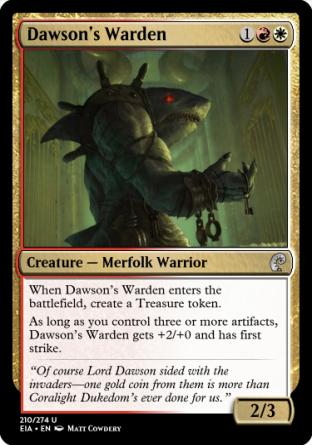 Dawson's Warden 1
Creature — Merfolk Warrior
When Dawson's Warden enters the
battlefield, create a Treasure token.
As long as you control three or more artifacts,
Dawson's Warden gets +2/+0 and has first
strike.
"Of course Lord Dawson sided with the
invaders—one gold coin from them is more than
Coralight Dukedom's ever done for us."
2/3
210/274 U
EIA • EN Matt Cowdery